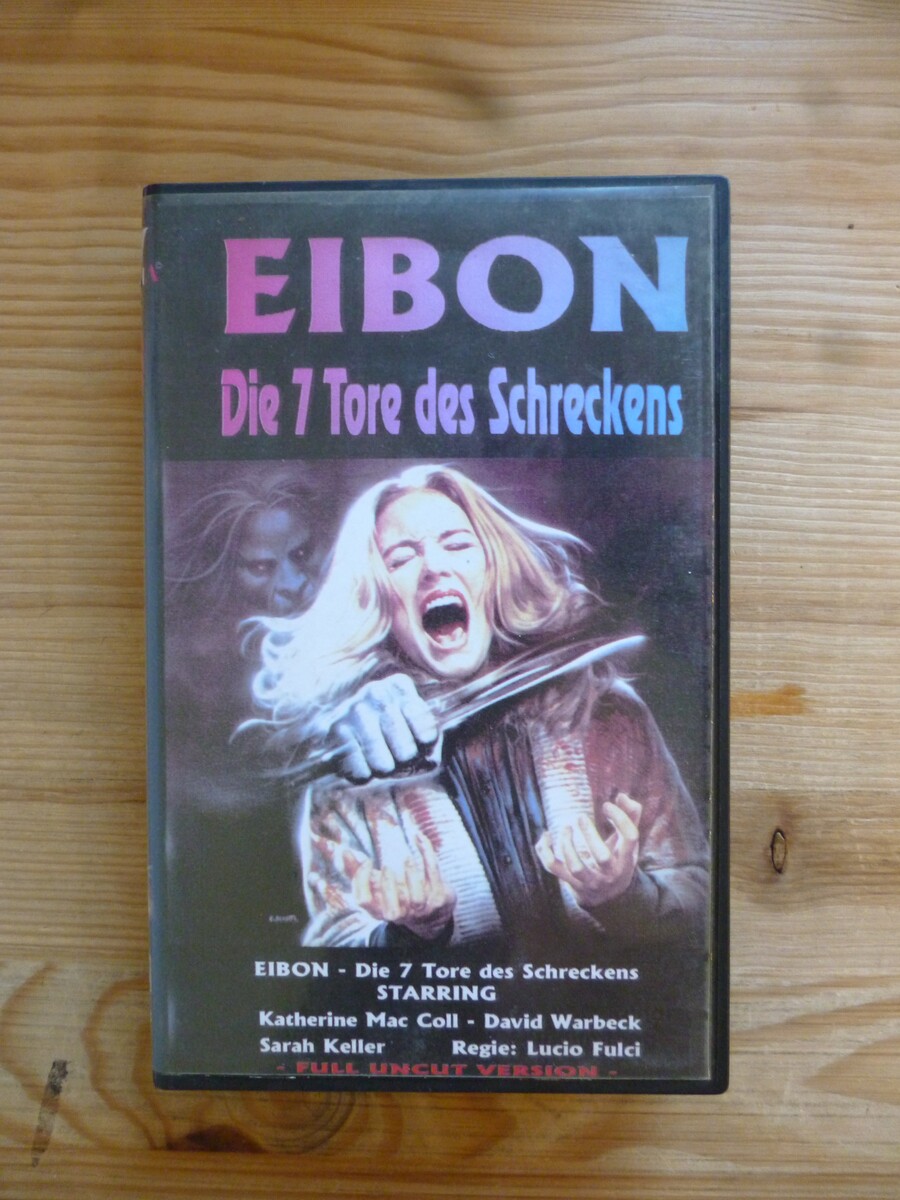 EIBON
Die 7 Tore des Schreckens
EIBON - Die 7 Tore des Schreckens
STARRING
Katherine Mac Coll - David Warbeck
Sarah Keller Regie: Lucio Fulci
- FULL UNCUT VERSION -